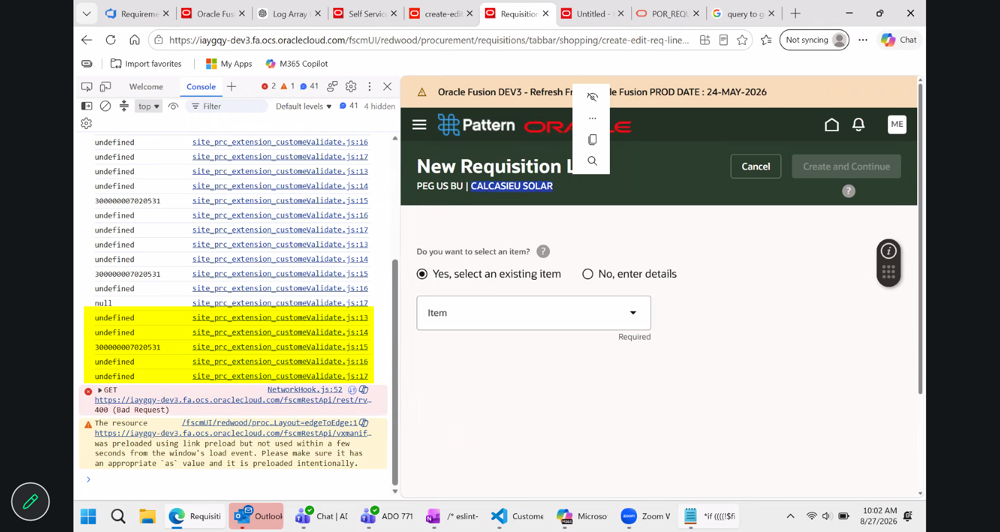 Requireme
Oracle Fus
Log Array
Self Service
create-edit
Requisition
Untitled -
POR_REQU
query to g
https://iaygqy-dev3.fa.ocs.oraclecloud.com/fscmUI/redwood/procurement/requisitions/tabbar/shopping/create-edit-req-line...
Not syncing
Chat
Import favorites
My Apps
M365 Copilot
Welcome
Console
2
1
41
top
Filter
Default levels
41
4 hidden
undefined site_prc_extension_customeValidate.js:16
undefined site_prc_extension_customeValidate.js:17
undefined site_prc_extension_customeValidate.js:13
undefined site_prc_extension_customeValidate.js:14
300000007020531 site_prc_extension_customeValidate.js:15
undefined site_prc_extension_customeValidate.js:16
undefined site_prc_extension_customeValidate.js:17
undefined site_prc_extension_customeValidate.js:13
undefined site_prc_extension_customeValidate.js:14
300000007020531 site_prc_extension_customeValidate.js:15
undefined site_prc_extension_customeValidate.js:16
null site_prc_extension_customeValidate.js:17
undefined site_prc_extension_customeValidate.js:13
undefined site_prc_extension_customeValidate.js:14
300000007020531 site_prc_extension_customeValidate.js:15
undefined site_prc_extension_customeValidate.js:16
undefined site_prc_extension_customeValidate.js:17
GET NetworkHook.js:52
https://iaygqy-dev3.fa.ocs.oraclecloud.com/fscmRestApi/rest/rv...
400 (Bad Request)
The resource /fscmUI/redwood/proc...Layout=edgeToEdge:1
https://iaygqy-dev3.fa.ocs.oraclecloud.com/fscmRestApi/vxmanif...
was preloaded using link preload but not used within a few
seconds from the window's load event. Please make sure it has
an appropriate `as` value and it is preloaded intentionally.
Oracle Fusion DEV3 - Refresh Fr le Fusion PROD DATE : 24-MAY-2026
Pattern ORA LE
ME
New Requisition L
PEG US BU | CALCASIEU SOLAR
Cancel
Create and Continue
?
Do you want to select an item? ?
Yes, select an existing item
No, enter details
Item
Required
Requisiti
Outlook
Chat | AD
ADO 771
/* eslint-
Custome
Microso
Zoom W
*if ((((!$fi
10:02 AM
8/27/2026